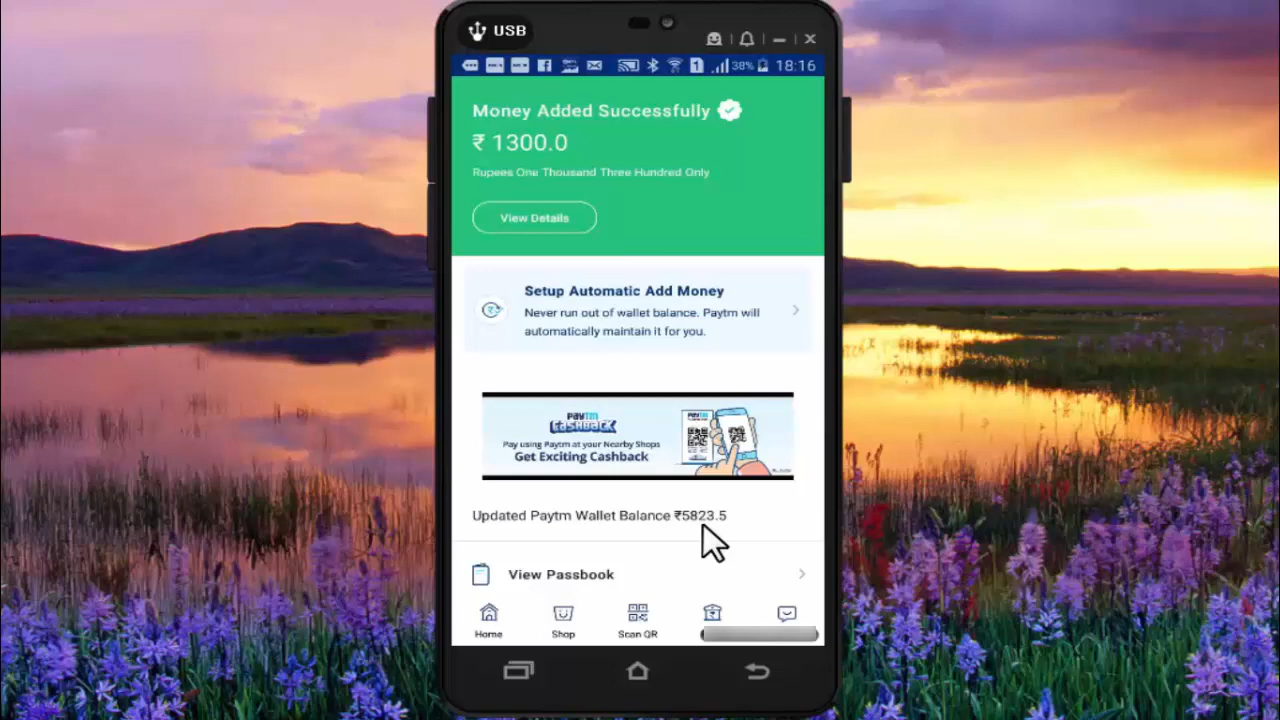 USB
1 38% 18:16
Money Added Successfully
₹ 1300.0
Rupees One Thousand Three Hundred Only
View Details
Setup Automatic Add Money
Never run out of wallet balance. Paytm will
automatically maintain it for you.
Paytm
CASHBACK
Pay using Paytm at your Nearby Shops
Get Exciting Cashback
Paytm
Updated Paytm Wallet Balance ₹5823.5
View Passbook
Home Shop Scan QR